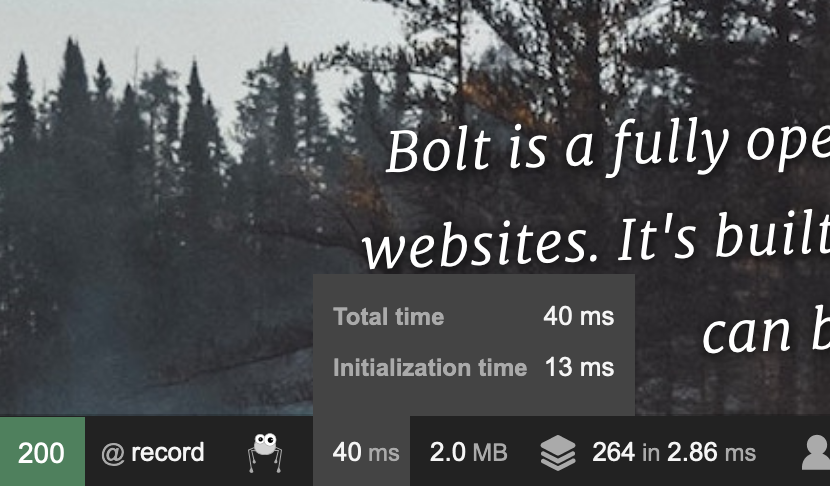 Bolt is a fully ope
websites. It's built
can b
Total time 40 ms
Initialization time 13 ms
200 @ record 40 ms 2.0 MB 264 in 2.86 ms